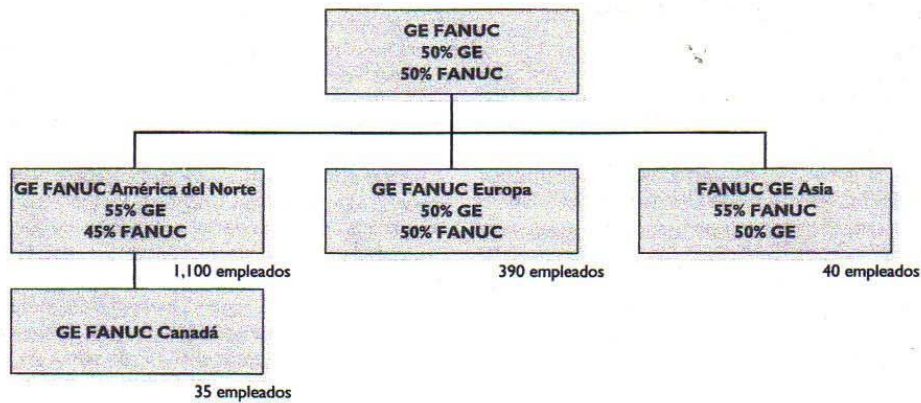 GE FANUC
50% GE
50% FANUC
GE FANUC América del Norte
55% GE
45% FANUC
1,100 empleados
GE FANUC Europa
50% GE
50% FANUC
390 empleados
FANUC GE Asia
55% FANUC
50% GE
40 empleados
GE FANUC Canadá
35 empleados